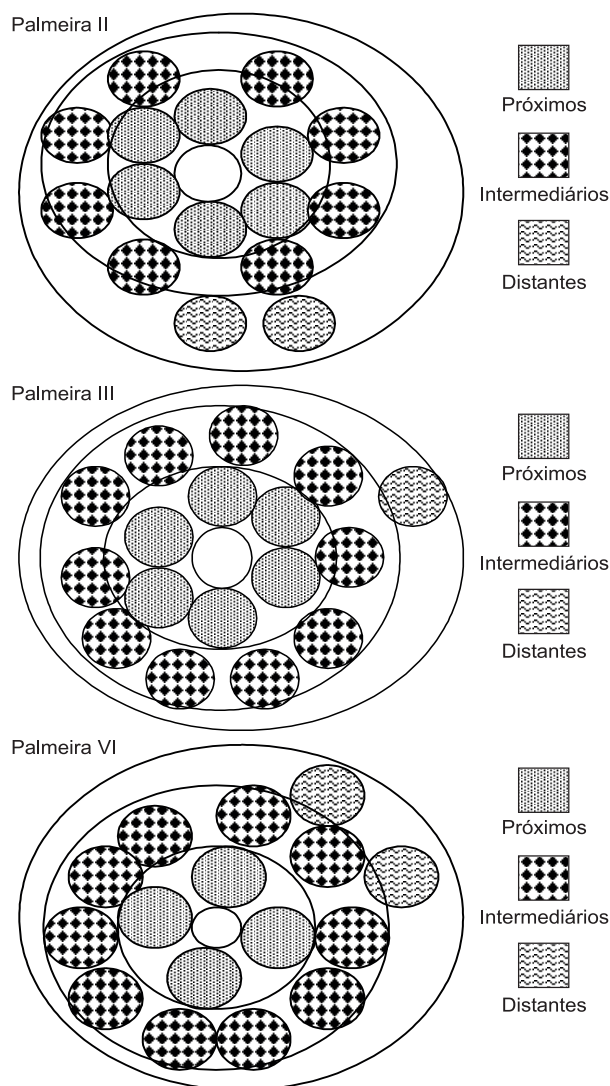 Palmeira II
Próximos
Intermediários
Distantes
Palmeira III
Próximos
Intermediários
Distantes
Palmeira VI
Próximos
Intermediários
Distantes